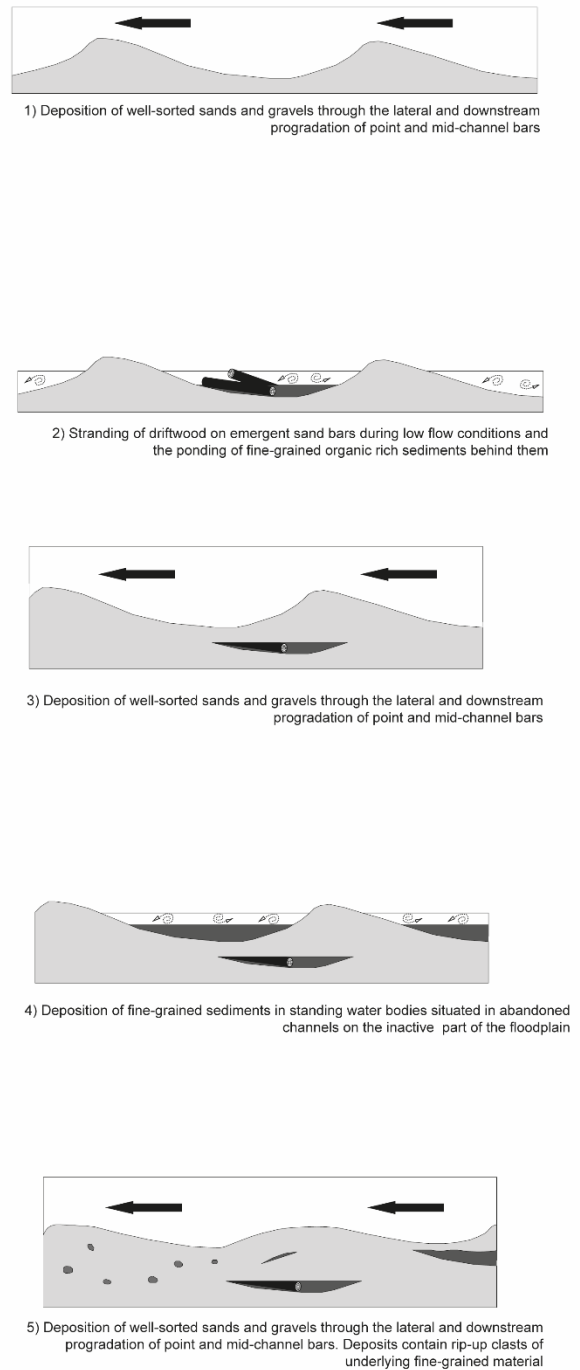 1) Deposition of well-sorted sands and gravels through the lateral and downstream
progradation of point and mid-channel bars
2) Stranding of driftwood on emergent sand bars during low flow conditions and
the ponding of fine-grained organic rich sediments behind them
3) Deposition of well-sorted sands and gravels through the lateral and downstream
progradation of point and mid-channel bars
4) Deposition of fine-grained sediments in standing water bodies situated in abandoned
channels on the inactive part of the floodplain
5) Deposition of well-sorted sands and gravels through the lateral and downstream
progradation of point and mid-channel bars. Deposits contain rip-up clasts of
underlying fine-grained material